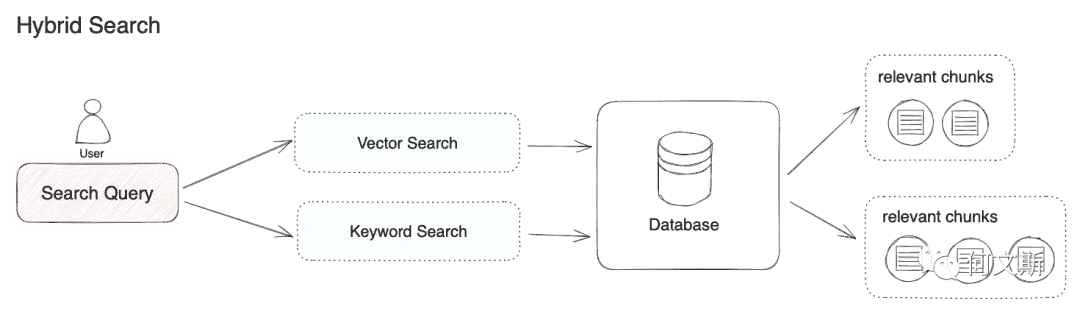 Hybrid Search
User
Search Query
Vector Search
Keyword Search
Database
relevant chunks
relevant chunks